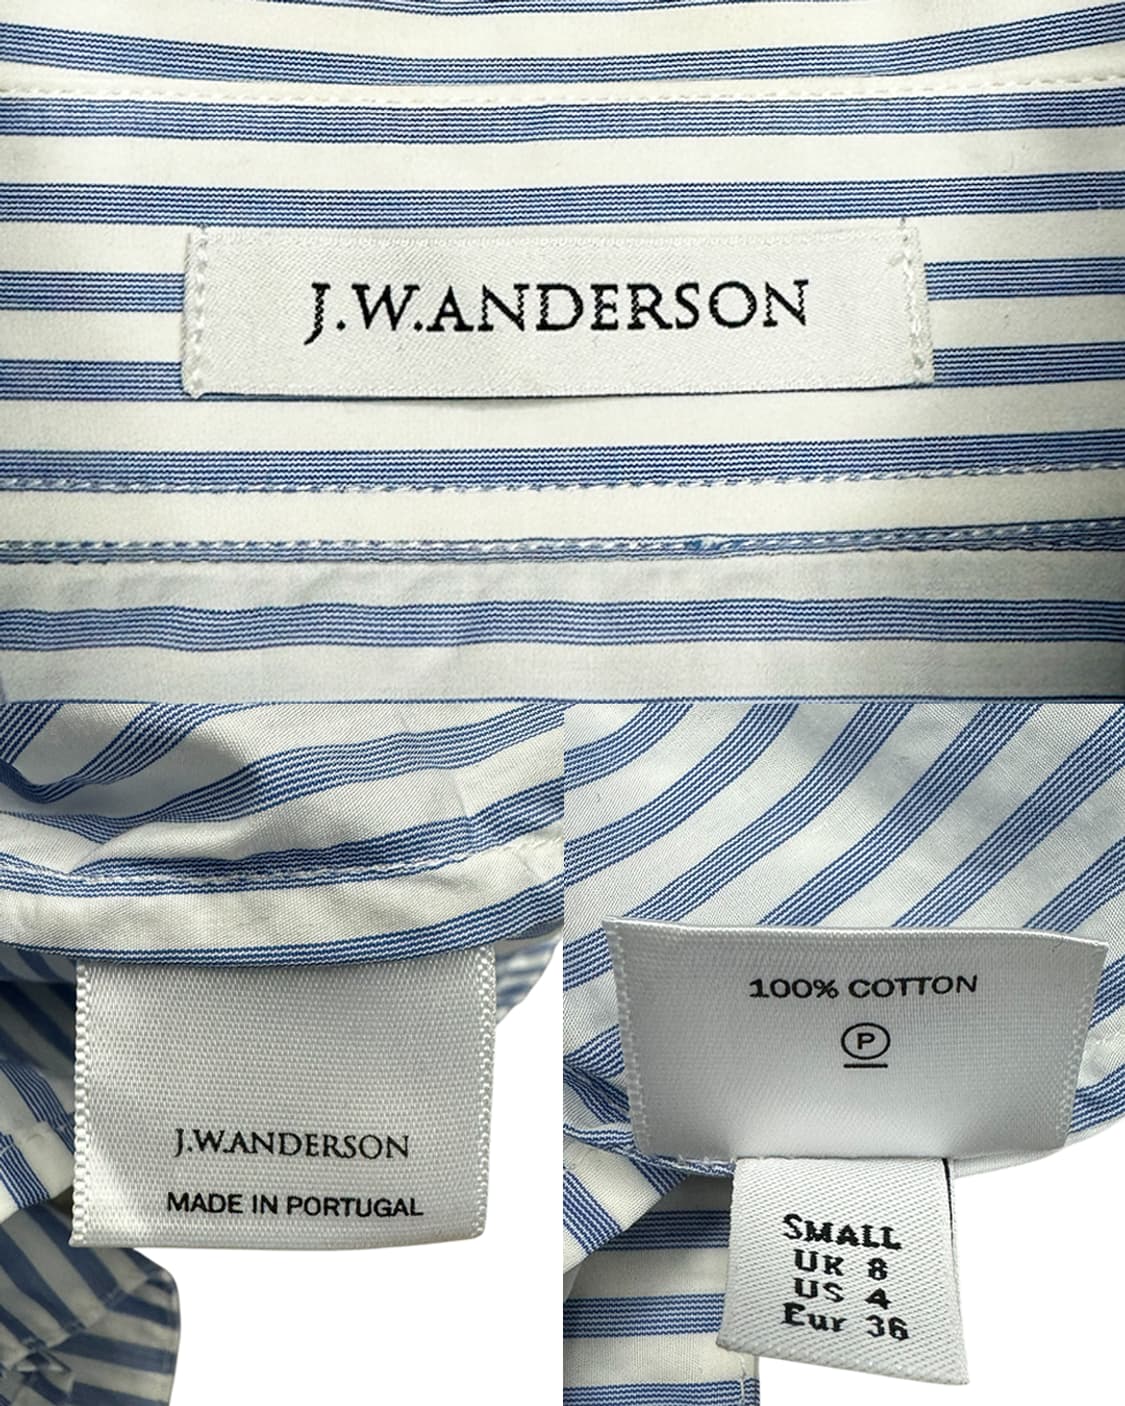 J.W.ANDERSON
J.W.ANDERSON
MADE IN PORTUGAL
100% COTTON
P
SMALL
UK 8
US 4
Eur 36